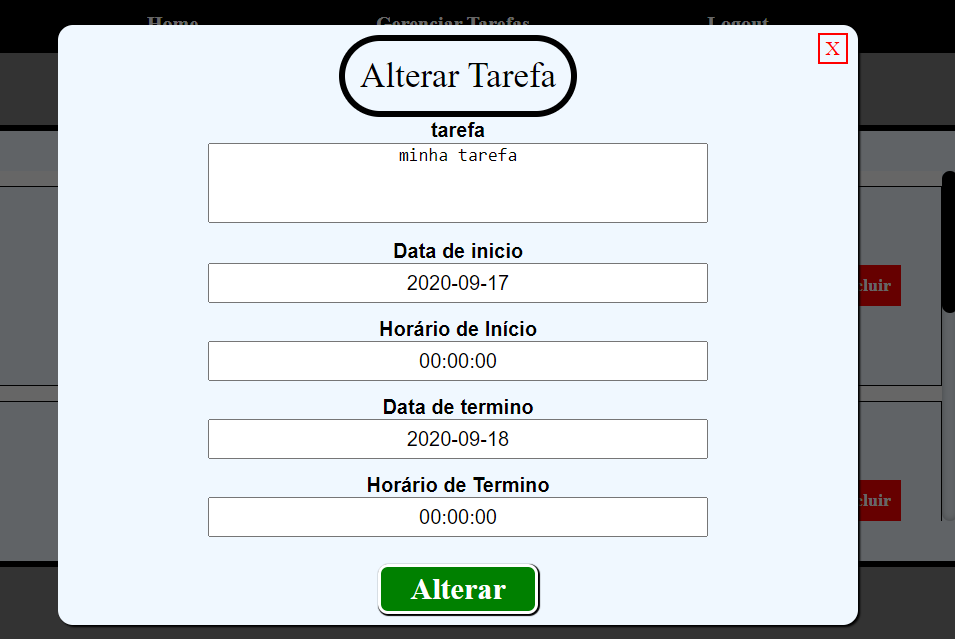 Home Gerenciar Tarefas Logout
X
Alterar Tarefa
tarefa
minha tarefa
Data de inicio
2020-09-17
cluir
Horário de Início
00:00:00
Data de termino
2020-09-18
Horário de Termino
cluir
00:00:00
Alterar